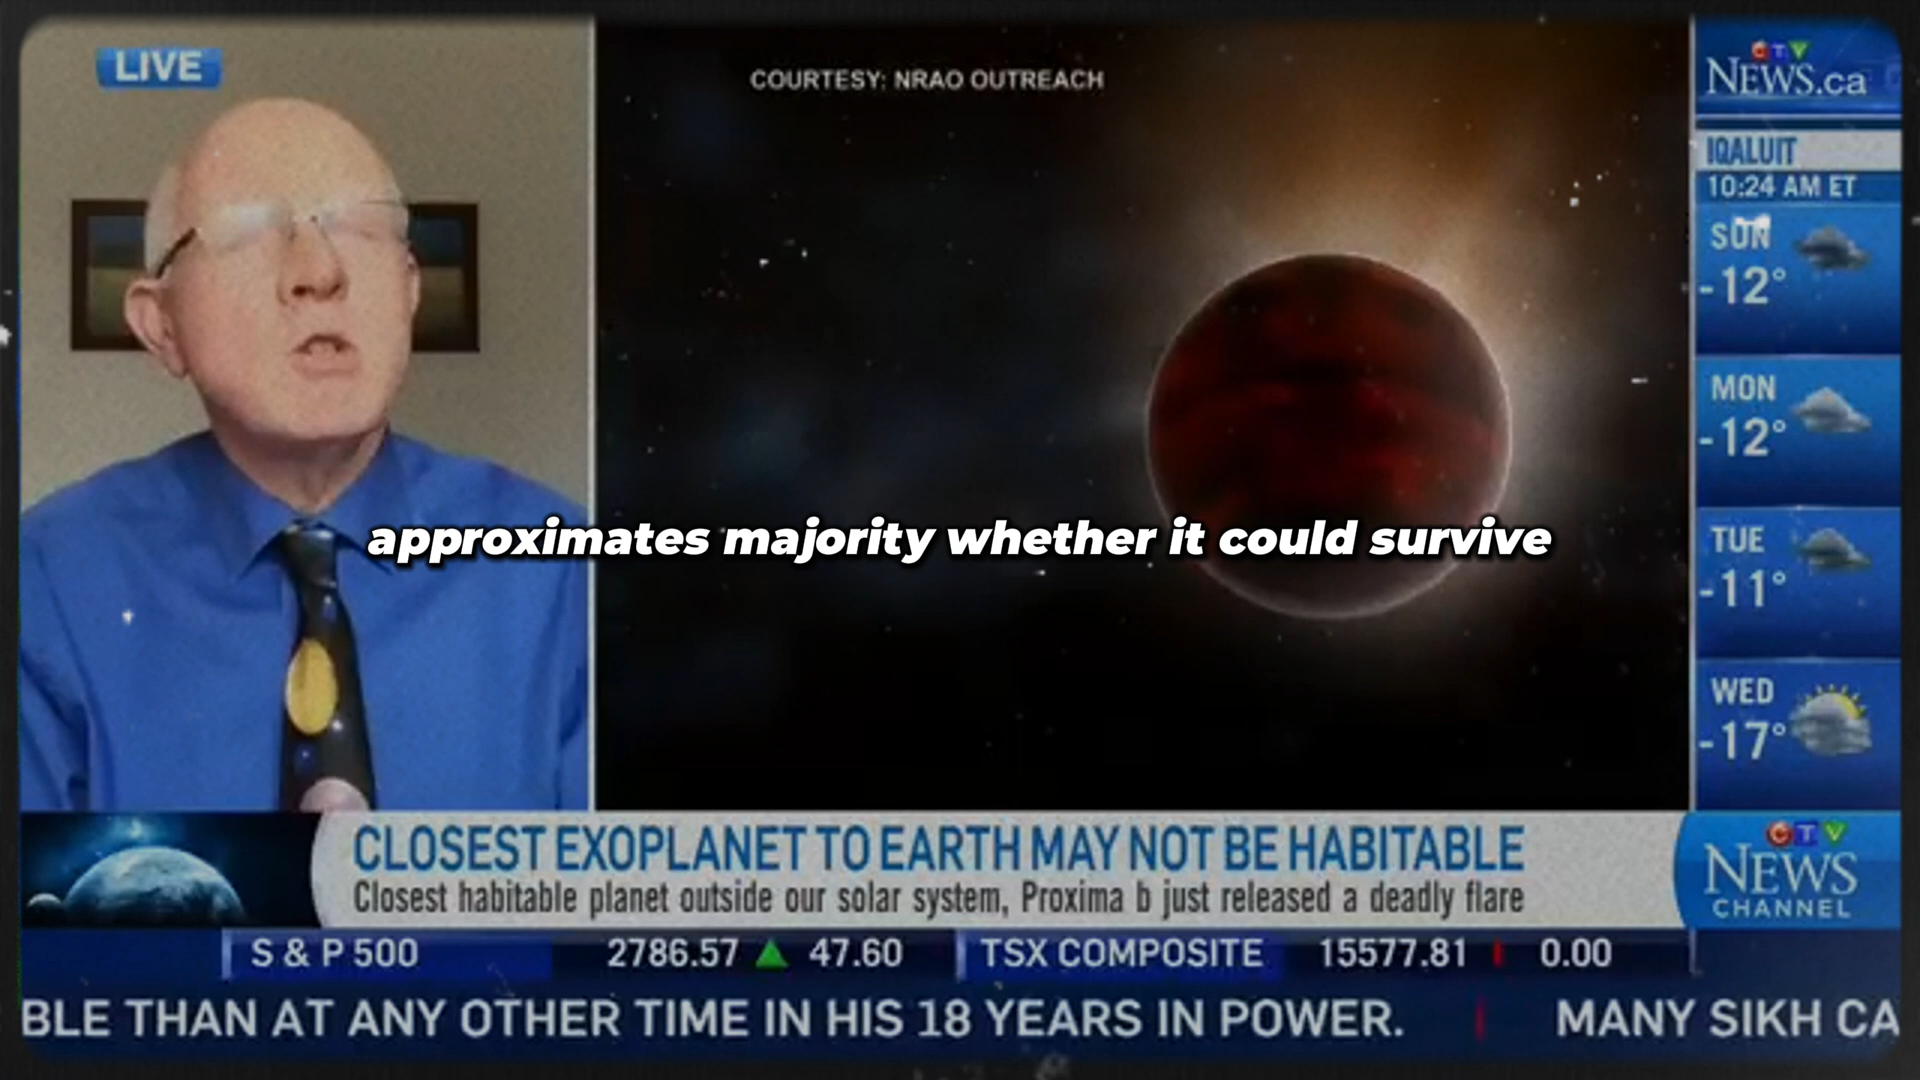 LIVE
COURTESY: NRAO OUTREACH
CTV
NEWS.ca
IQALUIT
10:24 AM ET
SUN
-12°
MON
-12°
TUE
-11°
WED
-17°
approximates majority whether it could survive
CLOSEST EXOPLANET TO EARTH MAY NOT BE HABITABLE
Closest habitable planet outside our solar system, Proxima b just released a deadly flare
CTV
NEWS
CHANNEL
S & P 500 2786.57 ▲ 47.60 TSX COMPOSITE 15577.81 0.00
BLE THAN AT ANY OTHER TIME IN HIS 18 YEARS IN POWER. MANY SIKH CA